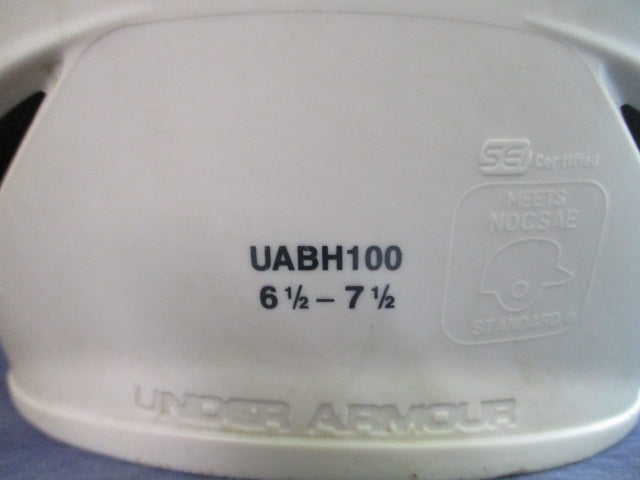 SEI Certified
MEETS
NOCSAE
STANDARD
UABH100
6 ½ – 7 ½
UNDER ARMOUR